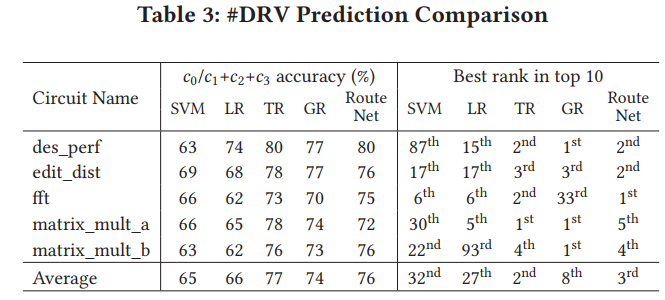 Table 3: #DRV Prediction Comparison
Circuit Name c0/c1+c2+c3 accuracy (%) Best rank in top 10
SVM LR TR GR Route Net SVM LR TR GR Route Net
des_perf 63 74 80 77 80 87th 15th 2nd 1st 2nd
edit_dist 69 68 78 77 76 17th 17th 3rd 3rd 2nd
fft 66 62 73 70 75 6th 6th 2nd 33rd 1st
matrix_mult_a 66 65 78 74 72 30th 5th 1st 1st 5th
matrix_mult_b 63 62 76 73 76 22nd 93rd 4th 1st 4th
Average 65 66 77 74 76 32nd 27th 2nd 8th 3rd